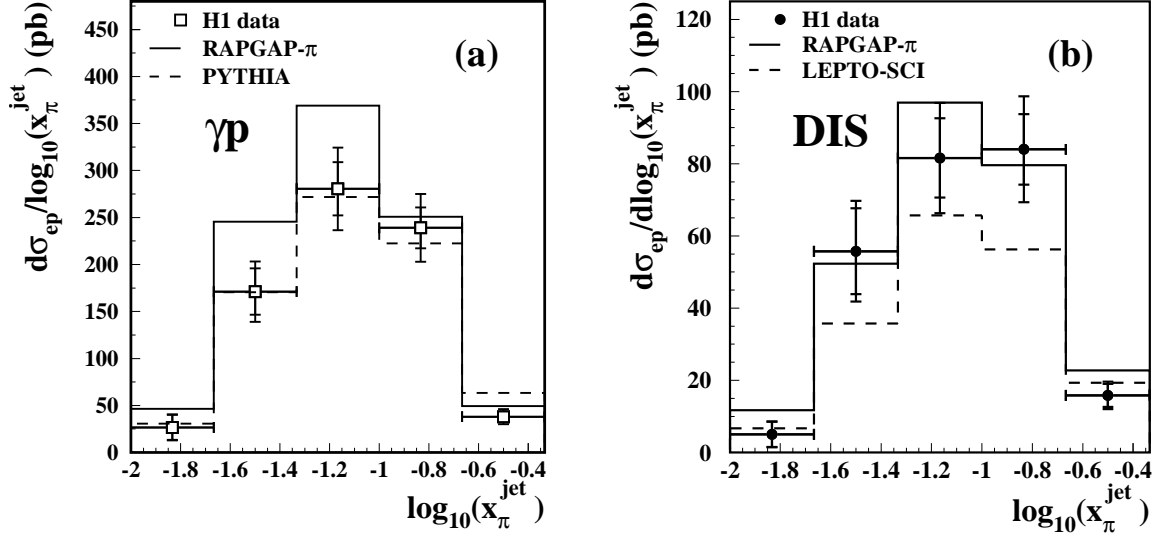 H1 data
RAPGAP-π
PYTHIA
(a)
γp
dσep/log10(xπjet) (pb)
450
400
350
300
250
200
150
100
50
0
-2 -1.8 -1.6 -1.4 -1.2 -1 -0.8 -0.6 -0.4
log10(xπjet)
H1 data
RAPGAP-π
LEPTO-SCI
(b)
DIS
dσep/dlog10(xπjet) (pb)
120
100
80
60
40
20
0
-2 -1.8 -1.6 -1.4 -1.2 -1 -0.8 -0.6 -0.4
log10(xπjet)